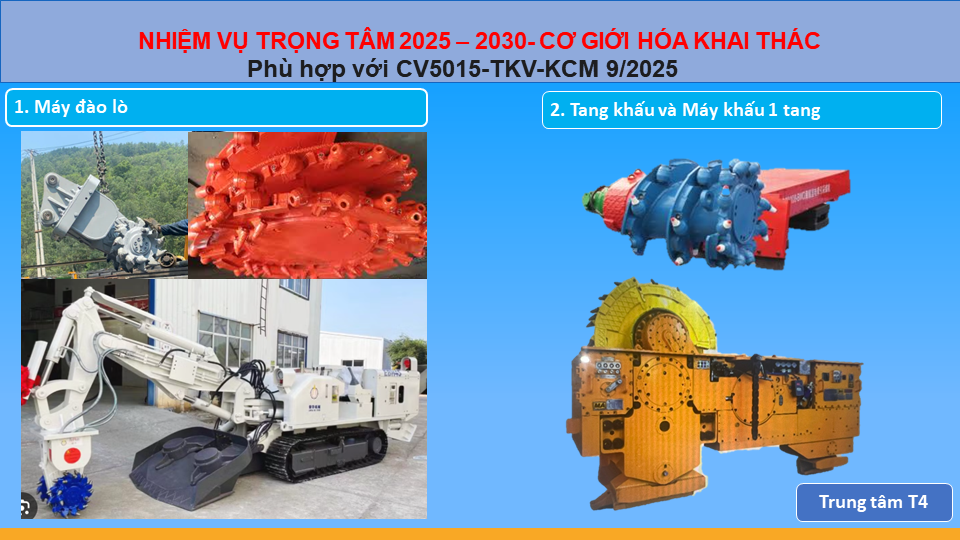 NHIỆM VỤ TRỌNG TÂM 2025 – 2030- CƠ GIỚI HÓA KHAI THÁC
Phù hợp với CV5015-TKV-KCM 9/2025
1. Máy đào lò
2. Tang khấu và Máy khấu 1 tang
Trung tâm T4